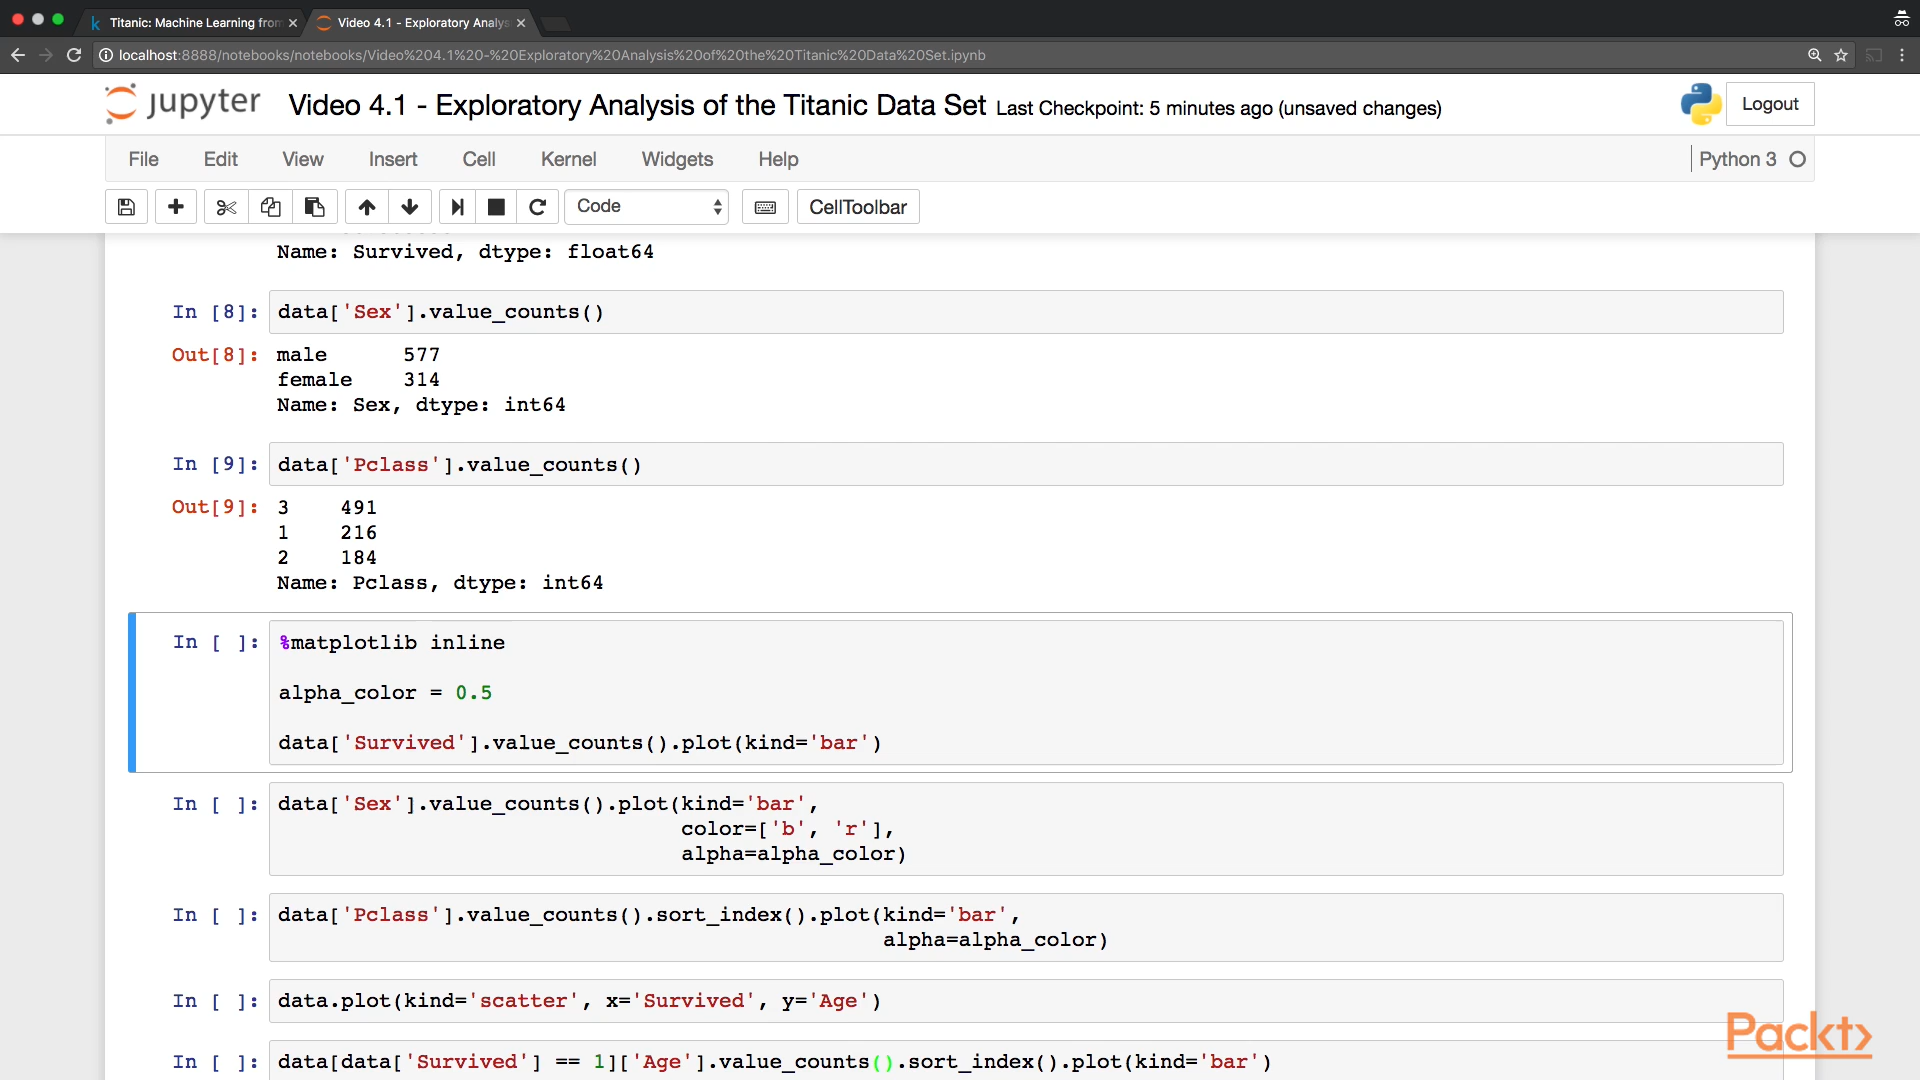 Titanic: Machine Learning from
Video 4.1 - Exploratory Analys
localhost:8888/notebooks/notebooks/Video%204.1%20-%20Exploratory%20Analysis%20of%20the%20Titanic%20Data%20Set.ipynb
jupyter Video 4.1 - Exploratory Analysis of the Titanic Data Set Last Checkpoint: 5 minutes ago (unsaved changes) Logout
File Edit View Insert Cell Kernel Widgets Help Python 3
Code CellToolbar
Name: Survived, dtype: float64
In [8]: data['Sex'].value_counts()
Out[8]: male 577
female 314
Name: Sex, dtype: int64
In [9]: data['Pclass'].value_counts()
Out[9]: 3 491
1 216
2 184
Name: Pclass, dtype: int64
In [ ]: %matplotlib inline
alpha_color = 0.5
data['Survived'].value_counts().plot(kind='bar')
In [ ]: data['Sex'].value_counts().plot(kind='bar',
color=['b', 'r'],
alpha=alpha_color)
In [ ]: data['Pclass'].value_counts().sort_index().plot(kind='bar',
alpha=alpha_color)
In [ ]: data.plot(kind='scatter', x='Survived', y='Age')
In [ ]: data[data['Survived'] == 1]['Age'].value_counts().sort_index().plot(kind='bar')
Packt>